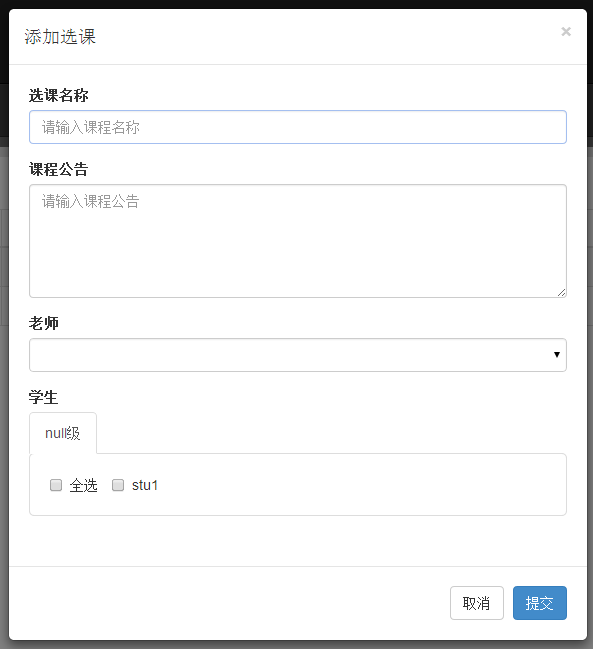 添加选课 ×
选课名称
请输入课程名称
课程公告
请输入课程公告
老师
学生
null级
全选 stu1
取消 提交